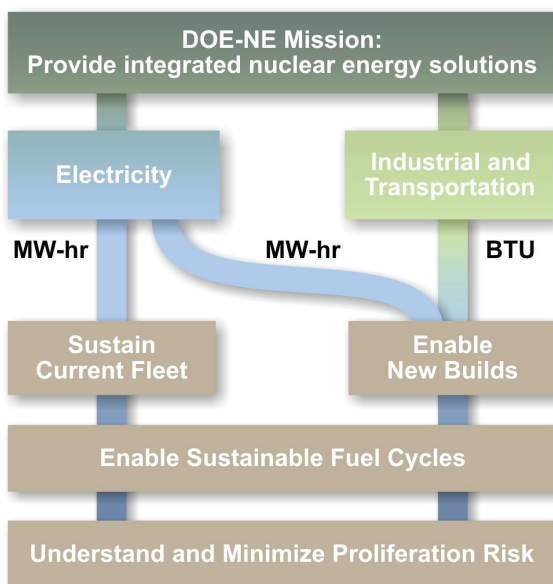 DOE-NE Mission:
Provide integrated nuclear energy solutions
Electricity
Industrial and
Transportation
MW-hr
MW-hr
BTU
Sustain
Current Fleet
Enable
New Builds
Enable Sustainable Fuel Cycles
Understand and Minimize Proliferation Risk